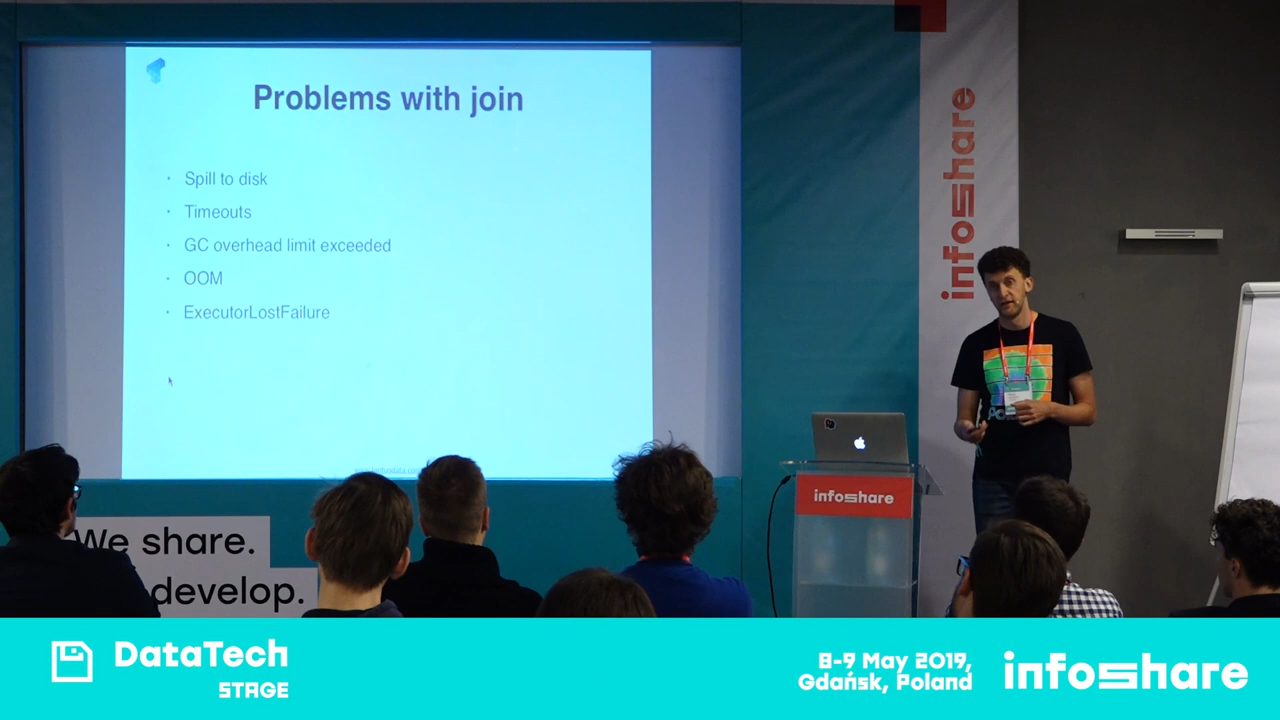 Problems with join
· Spill to disk
· Timeouts
· GC overhead limit exceeded
· OOM
· ExecutorLostFailure
infoshare
infoshare
We share.
develop.
DataTech
STAGE
8-9 May 2019,
Gdańsk, Poland
infoshare